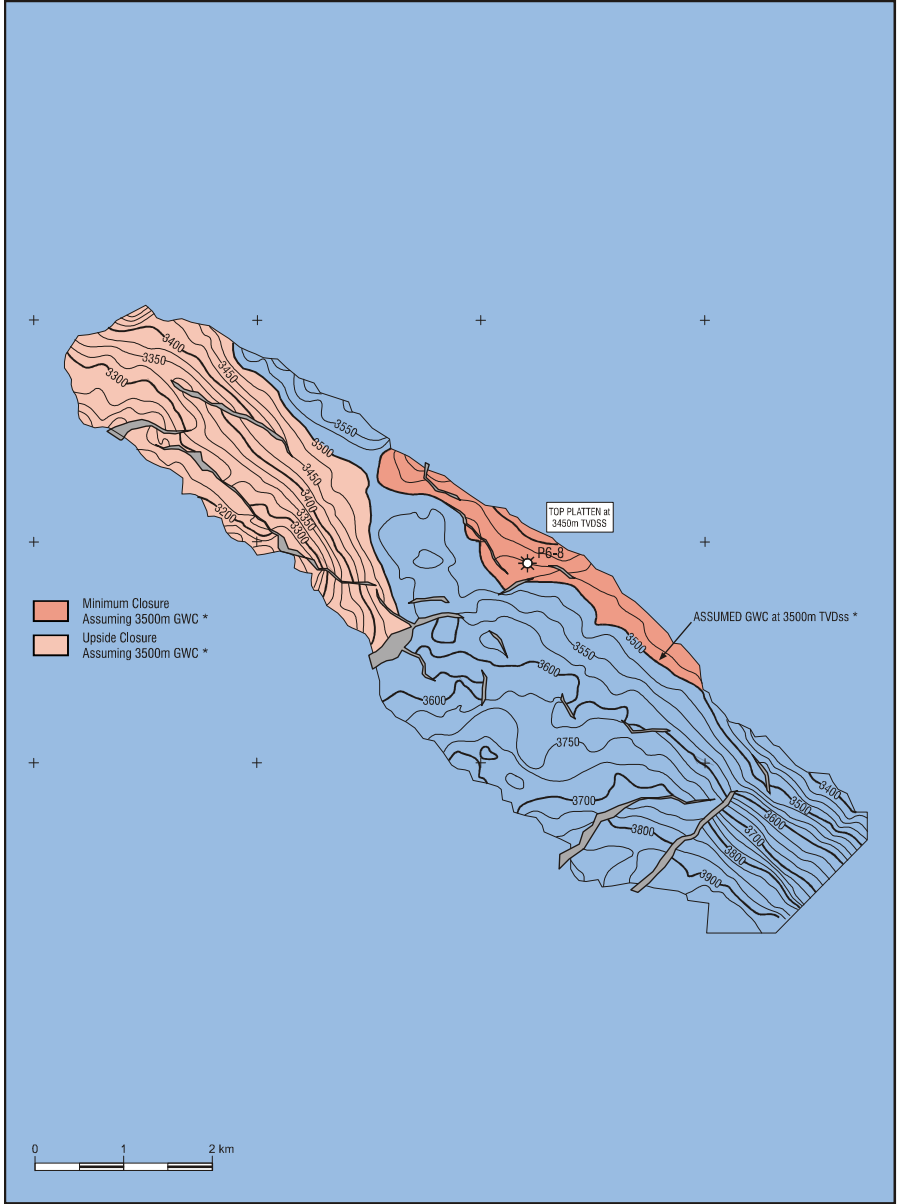 3400
3350
3450
3300
3550
3500
3450
3400
3350
3300
3200
TOP PLATTEN at
3450m TVDSS
P6-8
Minimum Closure
Assuming 3500m GWC *
Upside Closure
Assuming 3500m GWC *
ASSUMED GWC at 3500m TVDss *
3500
3550
3600
3600
3750
3400
3500
3700
3600
3800
3700
3800
3900
0
1
2 km